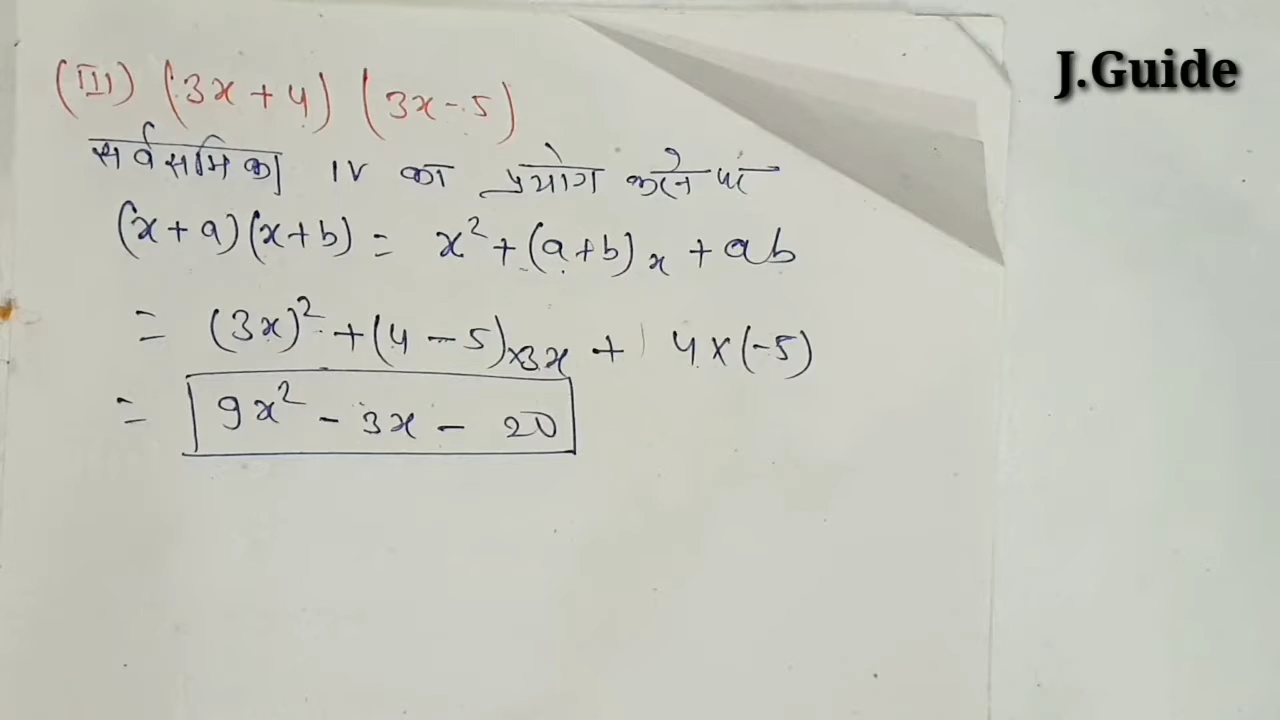 J.Guide
(III) (3x + 4) (3x - 5)
सर्वसमिका IV का प्रयोग करने पर
(x + a)(x + b) = x² + (a + b)x + ab
= (3x)² + (4 - 5)×3x + 4 × (-5)
= 9x² - 3x - 20